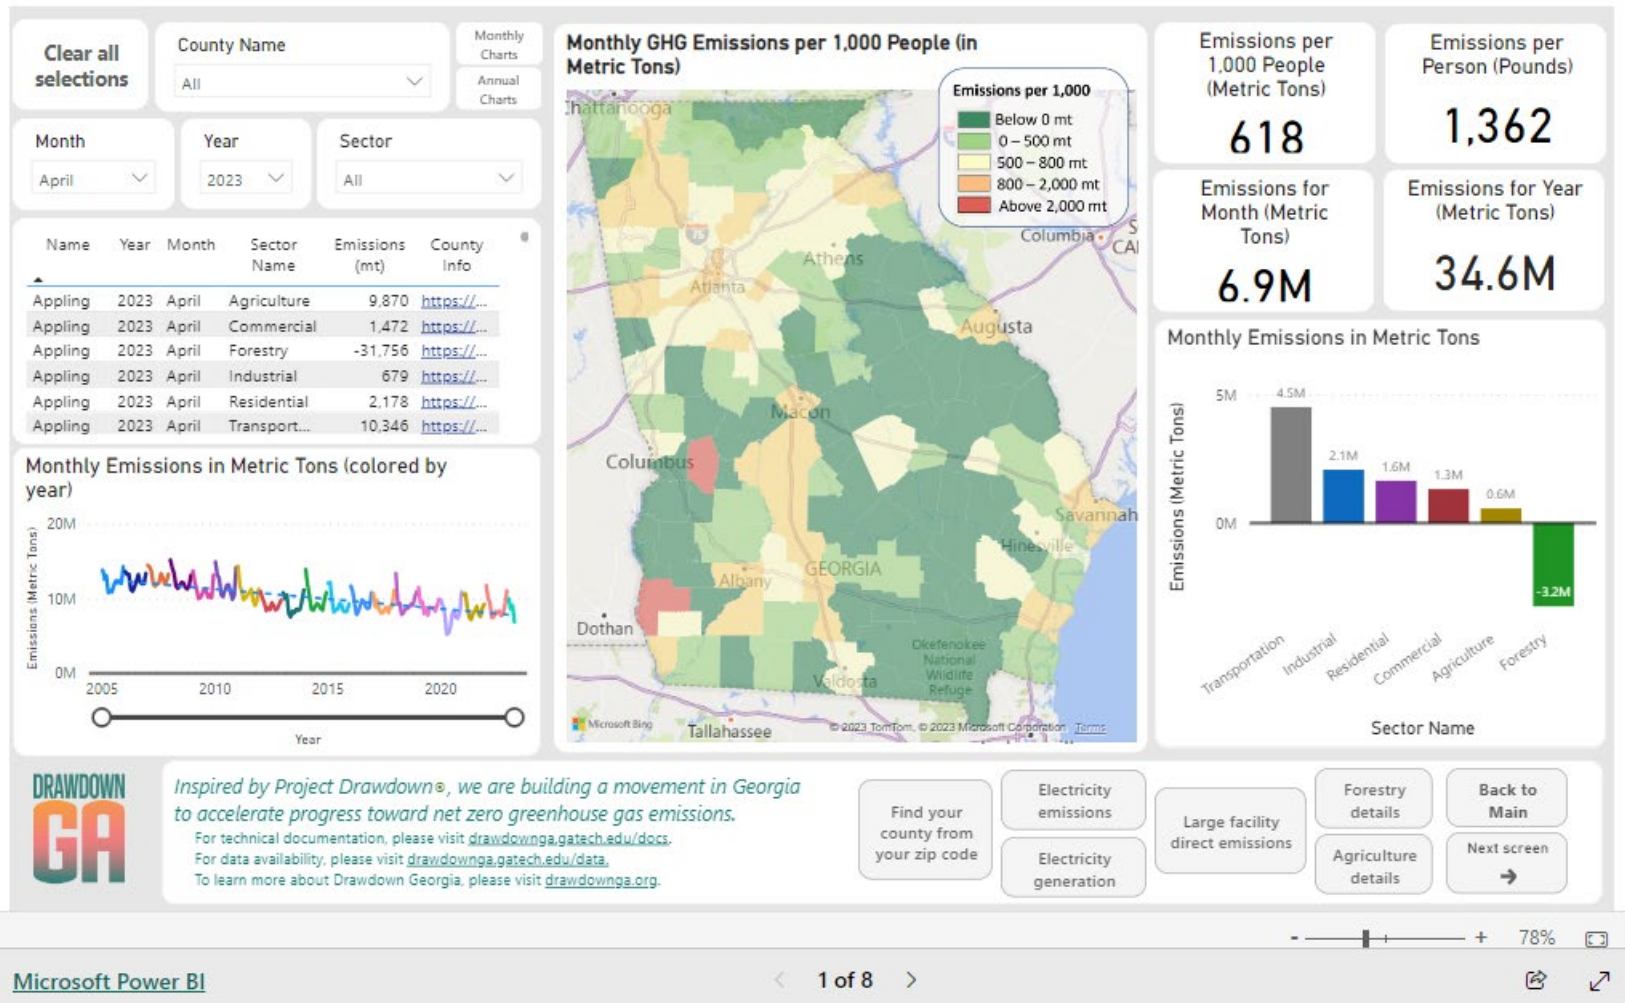 Clear all
selections
County Name
All
Monthly
Charts
Annual
Charts
Month
April
Year
2023
Sector
All
Name Year Month Sector Name Emissions (mt) County Info
Appling 2023 April Agriculture 9,870 https://...
Appling 2023 April Commercial 1,472 https://...
Appling 2023 April Forestry -31,756 https://...
Appling 2023 April Industrial 679 https://...
Appling 2023 April Residential 2,178 https://...
Appling 2023 April Transport... 10,346 https://...
Monthly Emissions in Metric Tons (colored by
year)
Emissions (Metric Tons)
20M
10M
0M
2005 2010 2015 2020
Year
Monthly GHG Emissions per 1,000 People (in
Metric Tons)
Emissions per 1,000
Below 0 mt
0 – 500 mt
500 – 800 mt
800 – 2,000 mt
Above 2,000 mt
Chattanooga
Columbia
75
Athens
Atlanta
Augusta
Macon
Columbus
Savannah
Hinesville
GEORGIA
Albany
Dothan
Okefenokee
National
Wildlife
Refuge
Valdosta
Tallahassee
Microsoft Bing
© 2023 TomTom, © 2023 Microsoft Corporation Terms
Emissions per
1,000 People
(Metric Tons)
618
Emissions per
Person (Pounds)
1,362
Emissions for
Month (Metric
Tons)
6.9M
Emissions for Year
(Metric Tons)
34.6M
Monthly Emissions in Metric Tons
Emissions (Metric Tons)
5M
0M
4.5M
2.1M
1.6M
1.3M
0.6M
-3.2M
Transportation
Industrial
Residential
Commercial
Agriculture
Forestry
Sector Name
DRAWDOWN
GA
Inspired by Project Drawdown®, we are building a movement in Georgia
to accelerate progress toward net zero greenhouse gas emissions.
For technical documentation, please visit drawdownga.gatech.edu/docs.
For data availability, please visit drawdownga.gatech.edu/data.
To learn more about Drawdown Georgia, please visit drawdownga.org.
Find your
county from
your zip code
Electricity
emissions
Electricity
generation
Large facility
direct emissions
Forestry
details
Agriculture
details
Back to
Main
Next screen
- + 78%
Microsoft Power BI
1 of 8